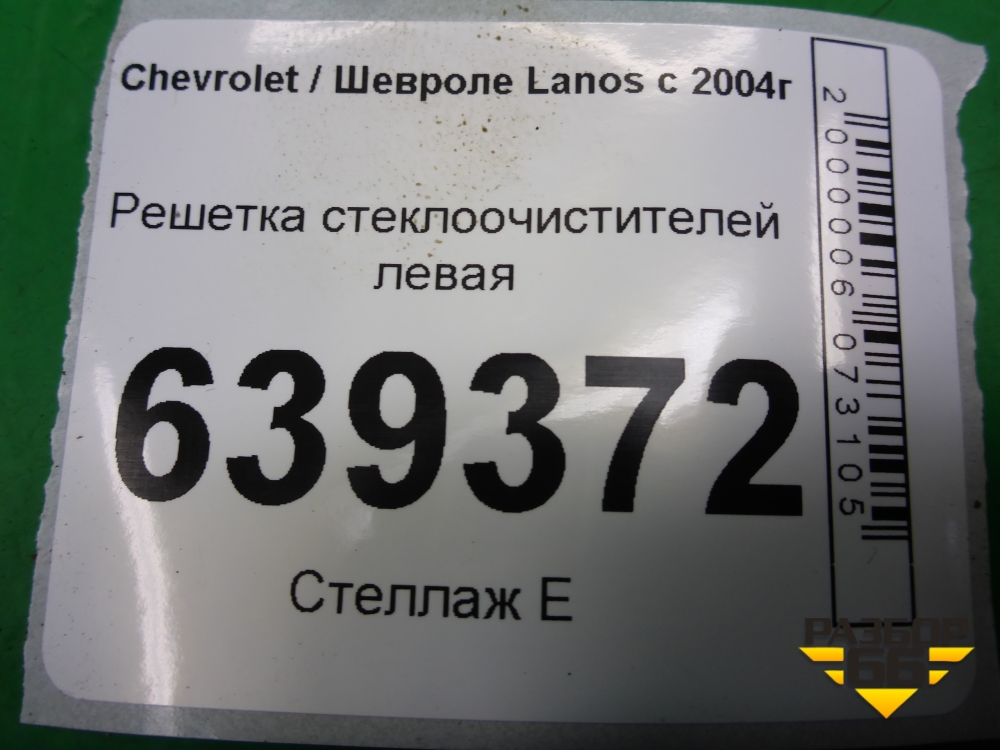 Chevrolet / Шевроле Lanos с 2004г
Решетка стеклоочистителей
левая
639372
Стеллаж Е
2000006073105
РАЗБОР
66